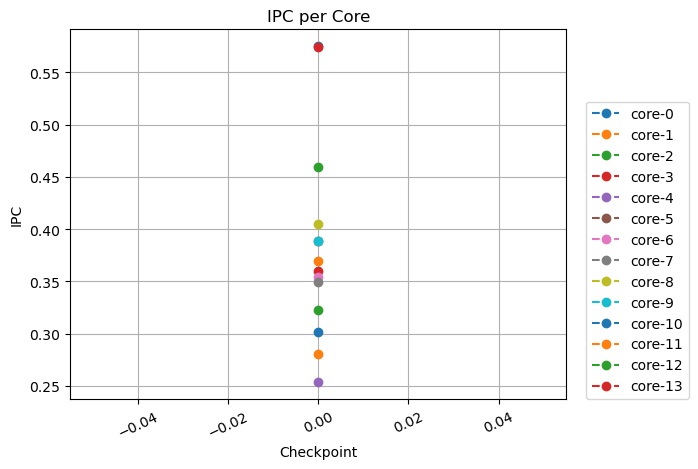 IPC per Core
IPC
0.55
0.50
0.45
0.40
0.35
0.30
0.25
−0.04
−0.02
0.00
0.02
0.04
Checkpoint
core-0
core-1
core-2
core-3
core-4
core-5
core-6
core-7
core-8
core-9
core-10
core-11
core-12
core-13